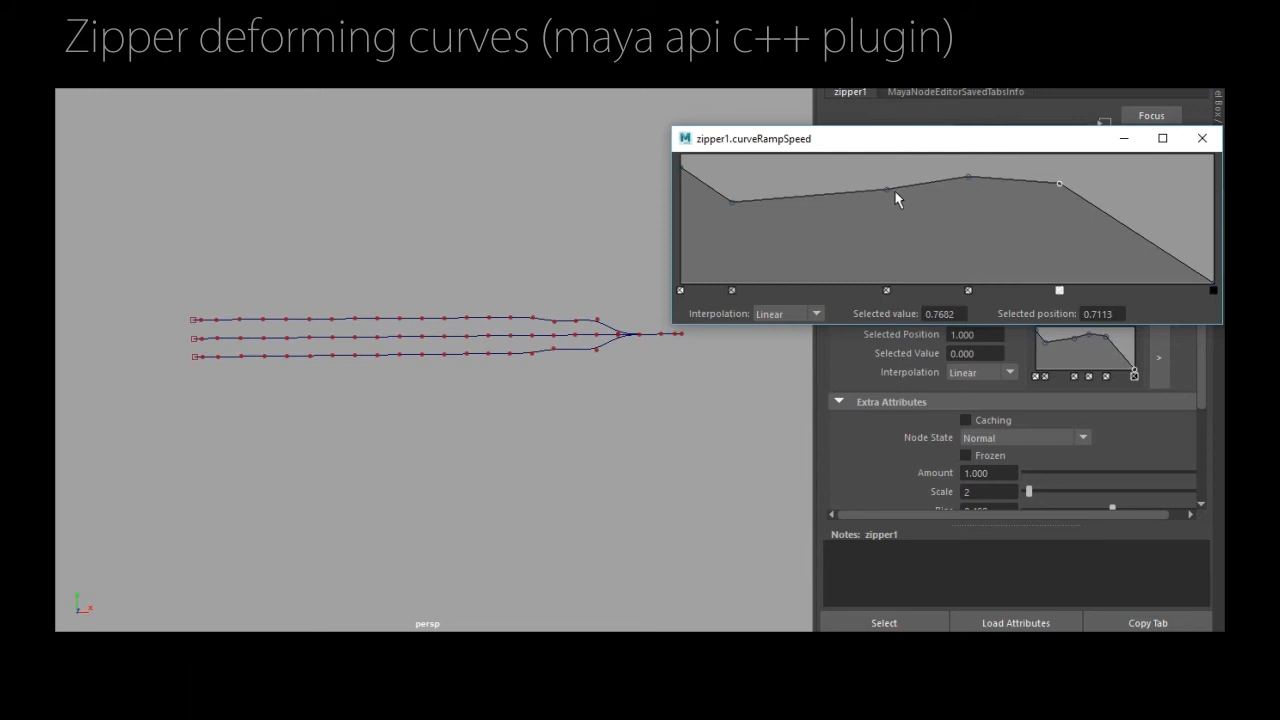 Zipper deforming curves (maya api c++ plugin)
zipper1 MayaNodeEditorSavedTabsInfo
Focus
zipper1.curveRampSpeed
Interpolation: Linear Selected value: 0.7682 Selected position: 0.7113
Selected Position 1.000
Selected Value 0.000
Interpolation Linear
>
Extra Attributes
Caching
Node State Normal
Frozen
Amount 1.000
Scale 2
Notes: zipper1
y
x
persp
Select Load Attributes Copy Tab